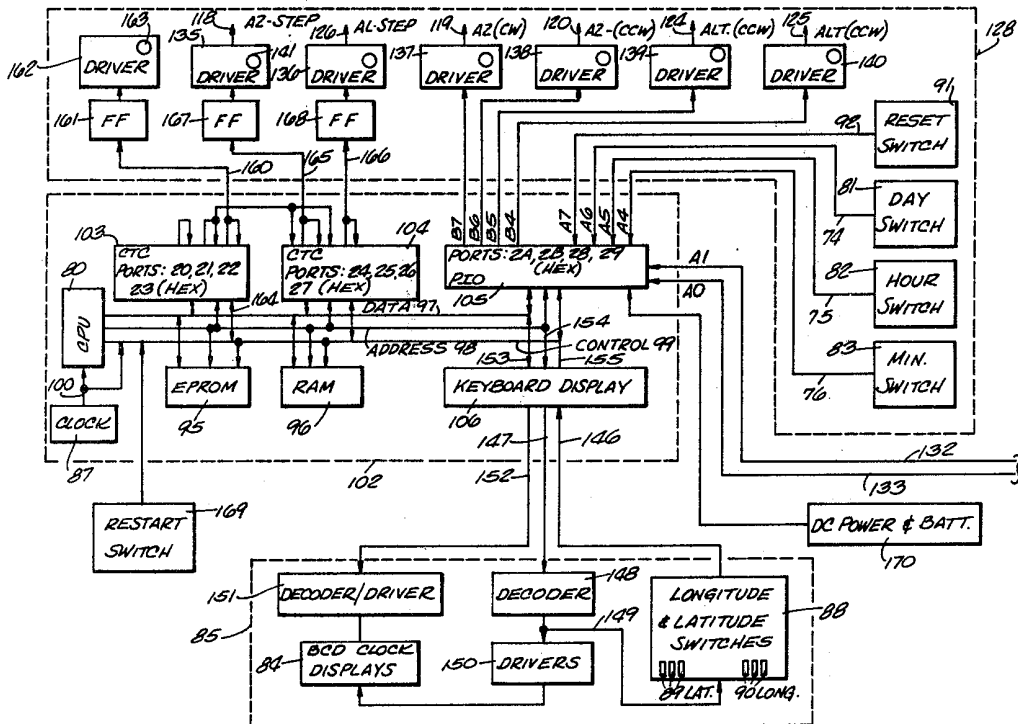 163
118
AZ-STEP
126
AL-STEP
119
AZ(CW)
120
AZ-(CCW)
124
ALT.(CCW)
125
ALT(CCW)
128
162
DRIVER
135
141
DRIVER
136
DRIVER
137
DRIVER
138
DRIVER
139
DRIVER
DRIVER
140
161
FF
167
FF
168
FF
160
165
166
92
91
RESET
SWITCH
81
DAY
SWITCH
74
82
HOUR
SWITCH
75
83
MIN.
SWITCH
76
B7
B6
B5
B4
A7
A6
A5
A4
103
CTC
PORTS: 20, 21, 22
23 (HEX)
104
CTC
PORTS: 24, 25, 26
27 (HEX)
PORTS: 2A, 2B, 28, 29
(HEX)
PIO
105
A1
A0
80
CPU
164
DATA 97
154
ADDRESS 98
CONTROL 99
153
155
100
EPROM
95
RAM
96
KEYBOARD DISPLAY
106
CLOCK
87
102
147
146
152
132
133
RESTART
SWITCH
169
DC POWER & BATT.
170
151
DECODER/DRIVER
148
DECODER
149
LONGITUDE
& LATITUDE
SWITCHES
88
85
84
BCD CLOCK
DISPLAYS
150
DRIVERS
89 LAT.
90 LONG.